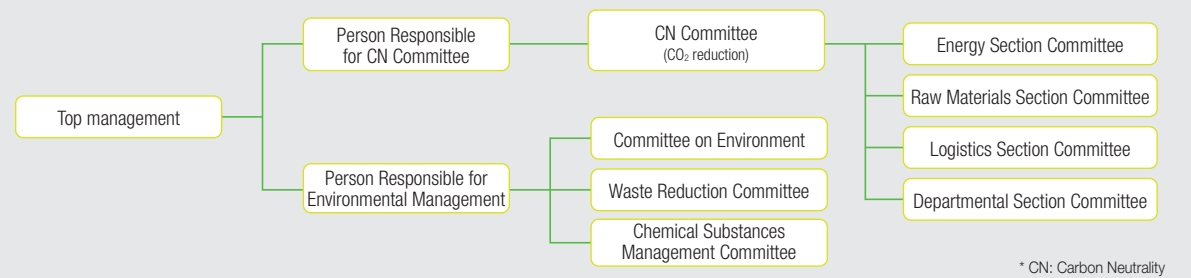 Top management
Person Responsible
for CN Committee
CN Committee
(CO₂ reduction)
Energy Section Committee
Raw Materials Section Committee
Logistics Section Committee
Departmental Section Committee
Person Responsible for
Environmental Management
Committee on Environment
Waste Reduction Committee
Chemical Substances
Management Committee
* CN: Carbon Neutrality